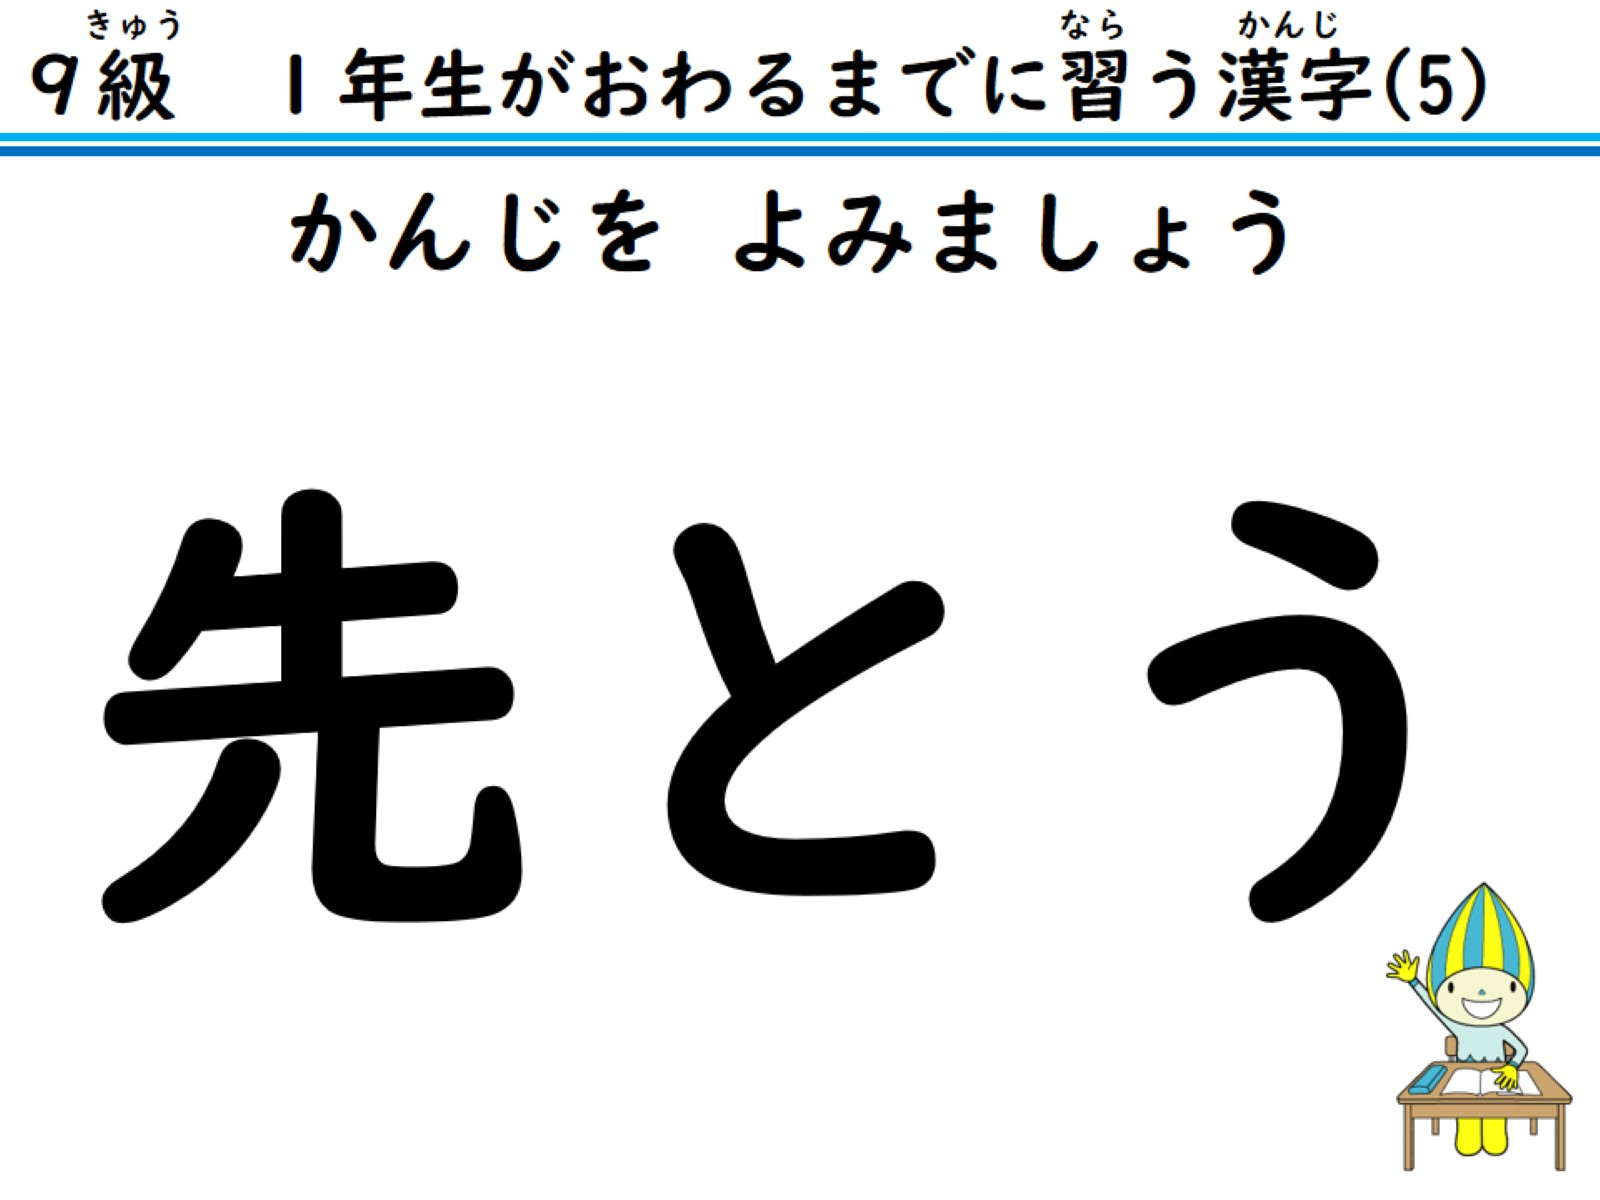 きゅう なら かんじ
9級 1年生がおわるまでに習う漢字(5)
かんじを よみましょう
先とう